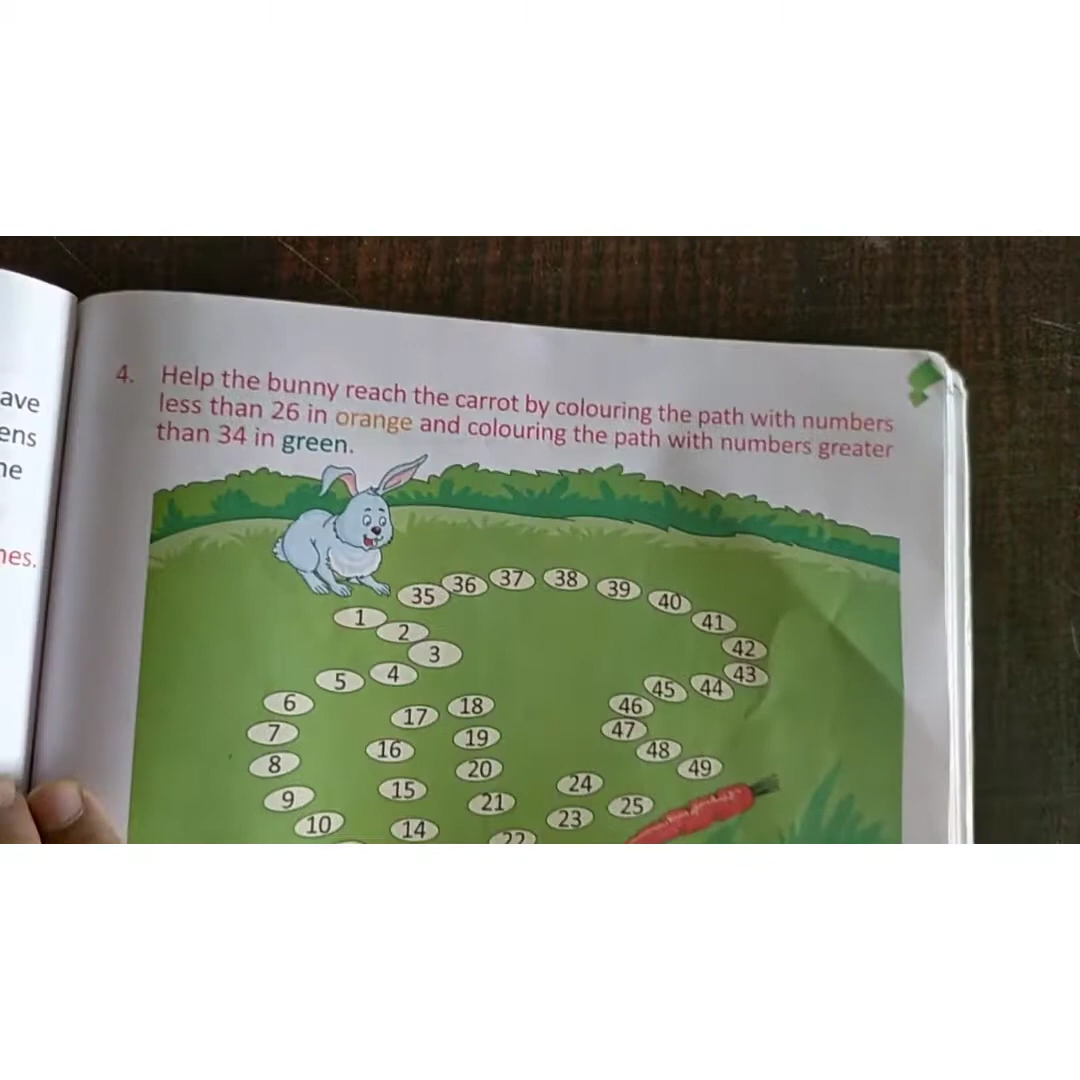 ave
ens
ne
nes.
4. Help the bunny reach the carrot by colouring the path with numbers
less than 26 in orange and colouring the path with numbers greater
than 34 in green.
35 36 37 38 39 40 41 42 43 44 45 46 47 48 49
1 2 3 4 5 6 7 8 9 10
14 15 16 17 18 19 20 21 22 23 24 25